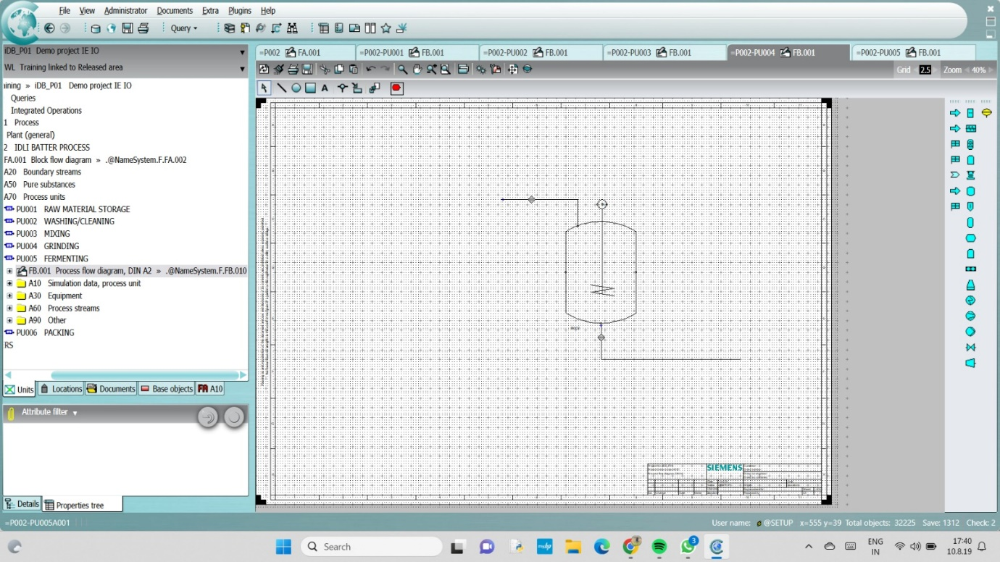 File View Administrator Documents Extra Plugins Help
Query
iDB_P01 Demo project IE IO
WL Training linked to Released area
=P002 FA.001 =P002-PU001 FB.001 =P002-PU002 FB.001 =P002-PU003 FB.001 =P002-PU004 FB.001 =P002-PU005 FB.001
Grid 2.5 Zoom 40%
ining » iDB_P01 Demo project IE IO
Queries
Integrated Operations
1 Process
Plant (general)
2 IDLI BATTER PROCESS
FA.001 Block flow diagram » .@NameSystem.F.FA.002
A20 Boundary streams
A50 Pure substances
A70 Process units
PU001 RAW MATERIAL STORAGE
PU002 WASHING/CLEANING
PU003 MIXING
PU004 GRINDING
PU005 FERMENTING
FB.001 Process flow diagram, DIN A2 » .@NameSystem.F.FB.010
A10 Simulation data, process unit
A30 Equipment
A60 Process streams
A90 Other
PU006 PACKING
RS
Units Locations Documents Base objects FA A10
Attribute filter
A
SIEMENS
Details Properties tree
=P002-PU005A001
User name: @SETUP x=555 y=39 Total objects: 32225 Save: 1312 Check: 2
Search
myhp
3
ENG
IN
17:40
10.8.19